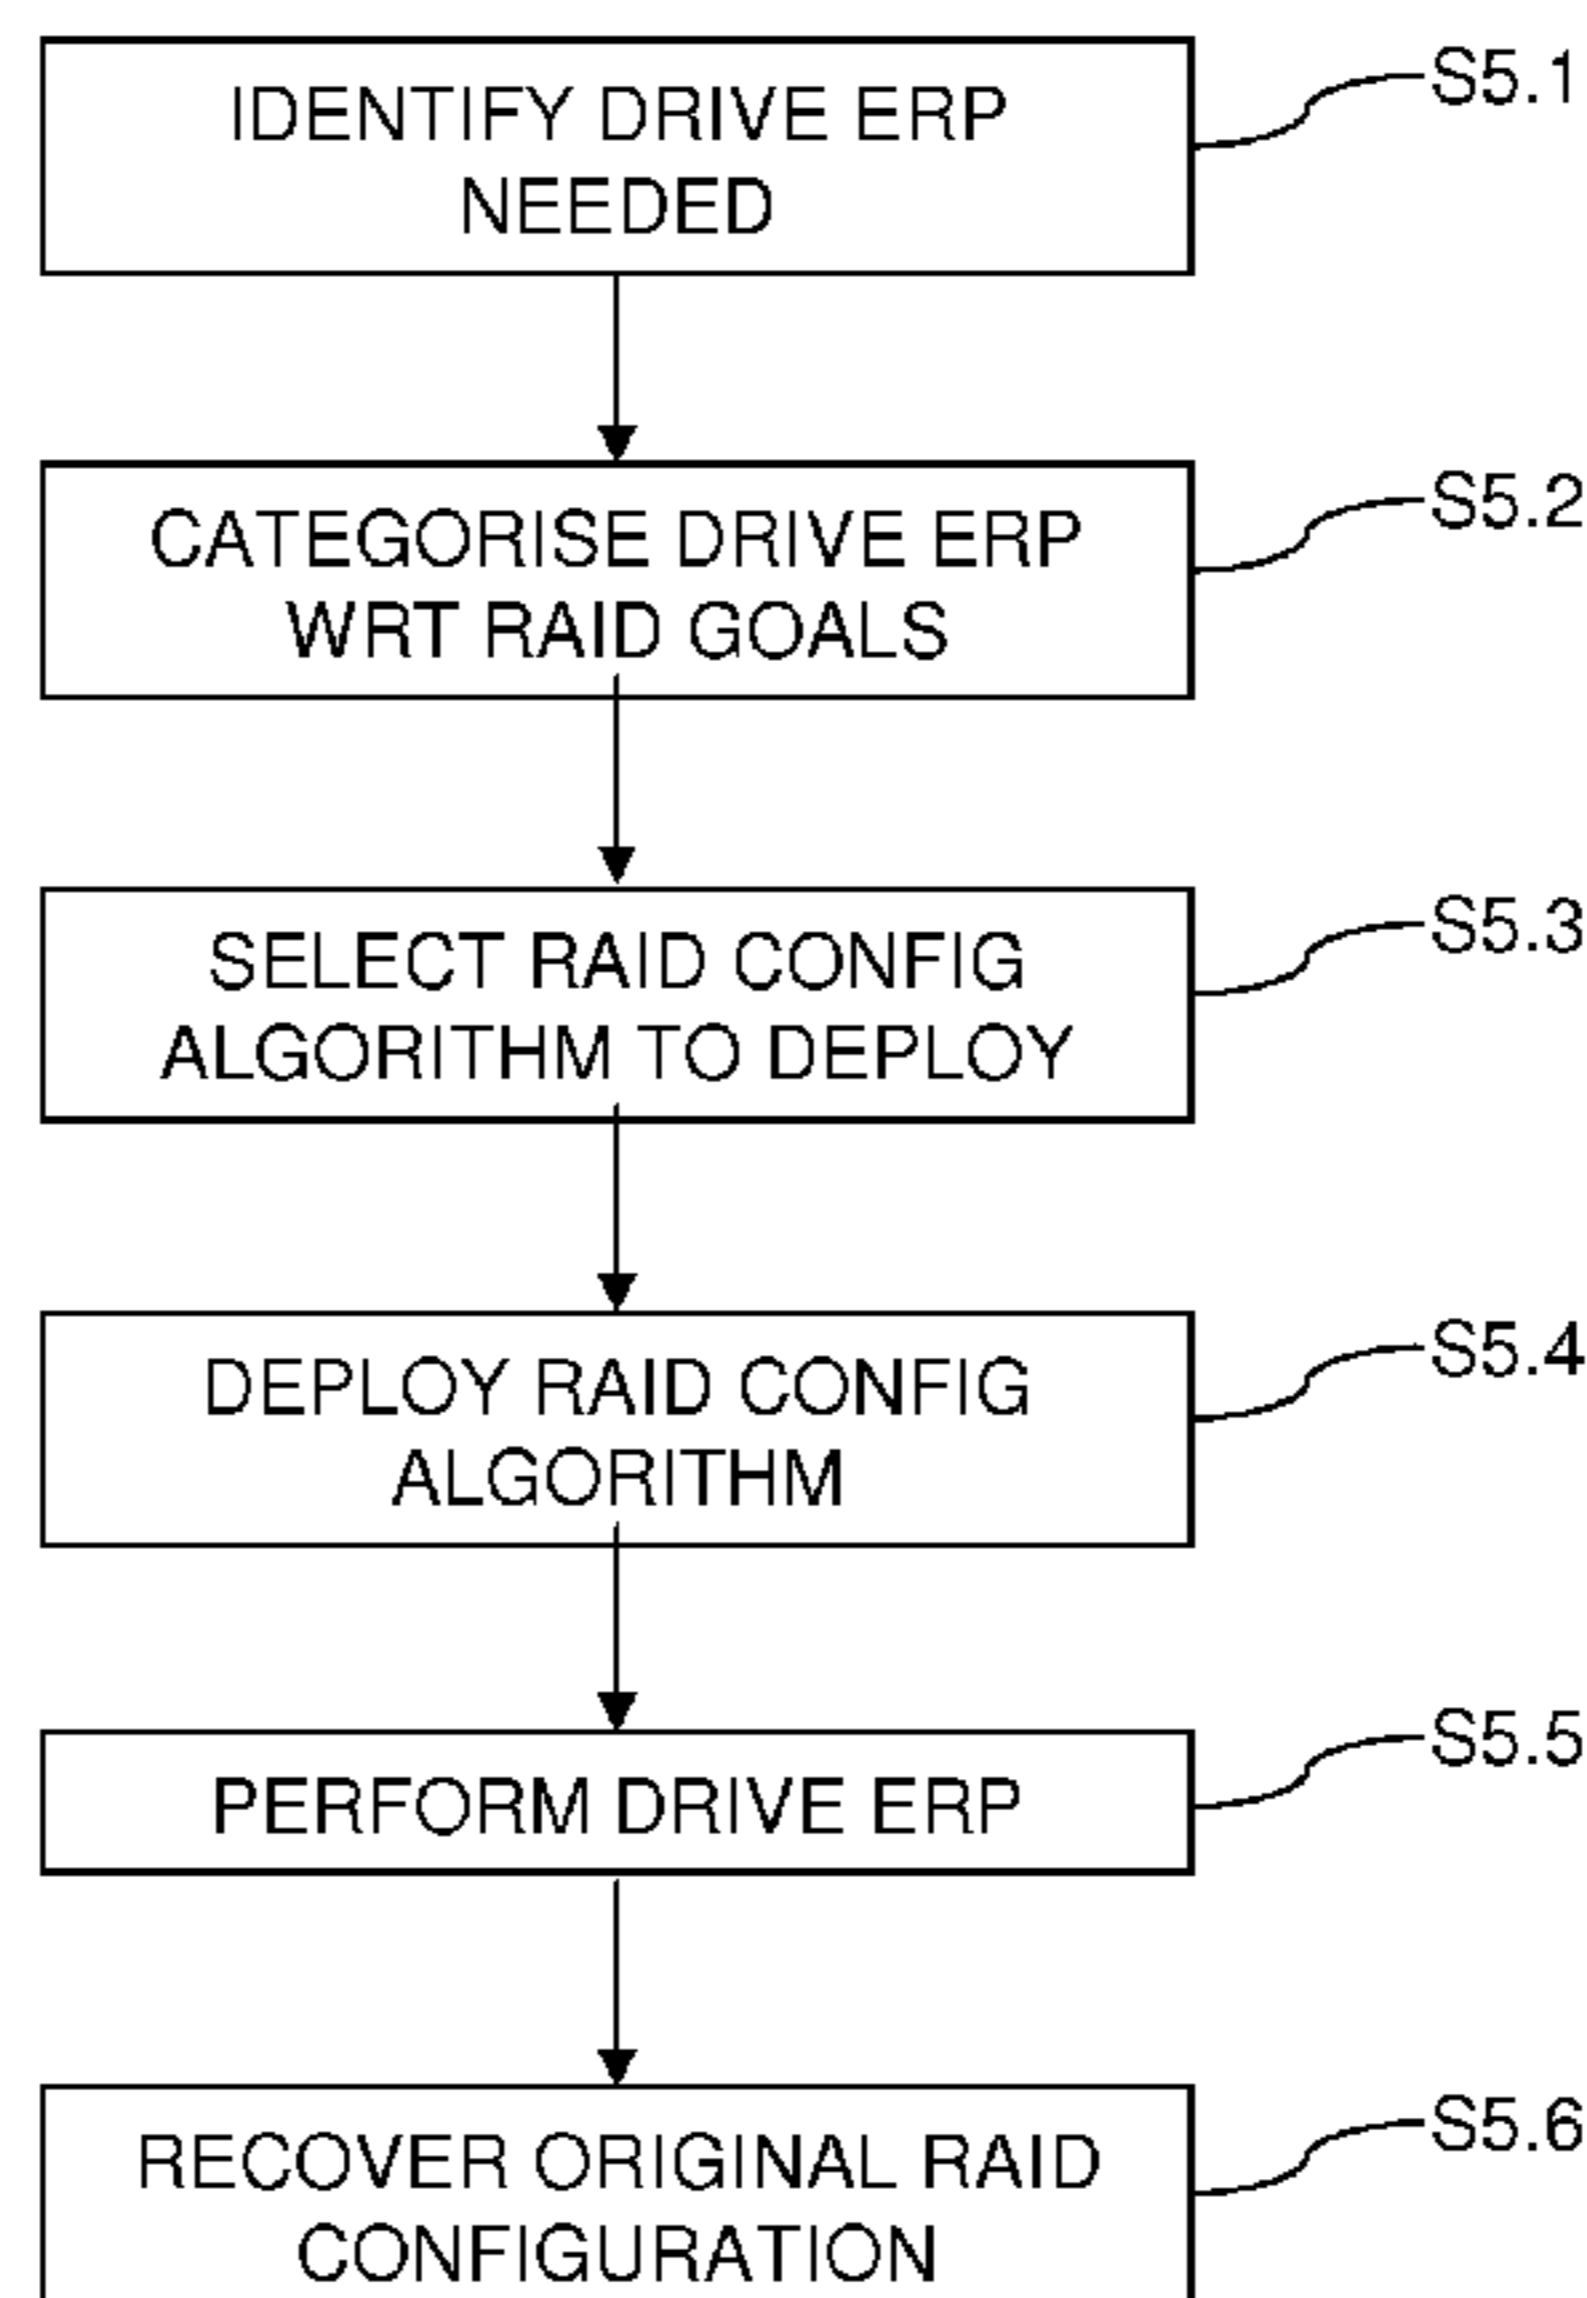 IDENTIFY DRIVE ERP
NEEDED
S5.1
CATEGORISE DRIVE ERP
WRT RAID GOALS
S5.2
SELECT RAID CONFIG
ALGORITHM TO DEPLOY
S5.3
DEPLOY RAID CONFIG
ALGORITHM
S5.4
PERFORM DRIVE ERP
S5.5
RECOVER ORIGINAL RAID
CONFIGURATION
S5.6